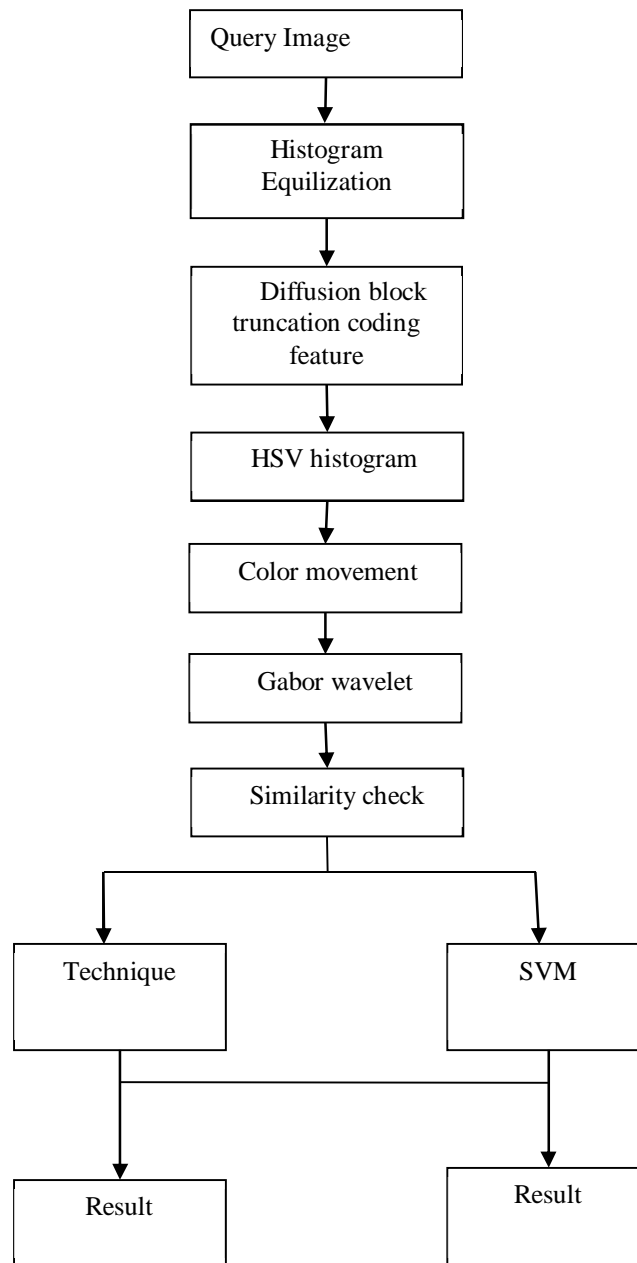 Query Image
Histogram
Equilization
Diffusion block
truncation coding
feature
HSV histogram
Color movement
Gabor wavelet
Similarity check
Technique
SVM
Result
Result